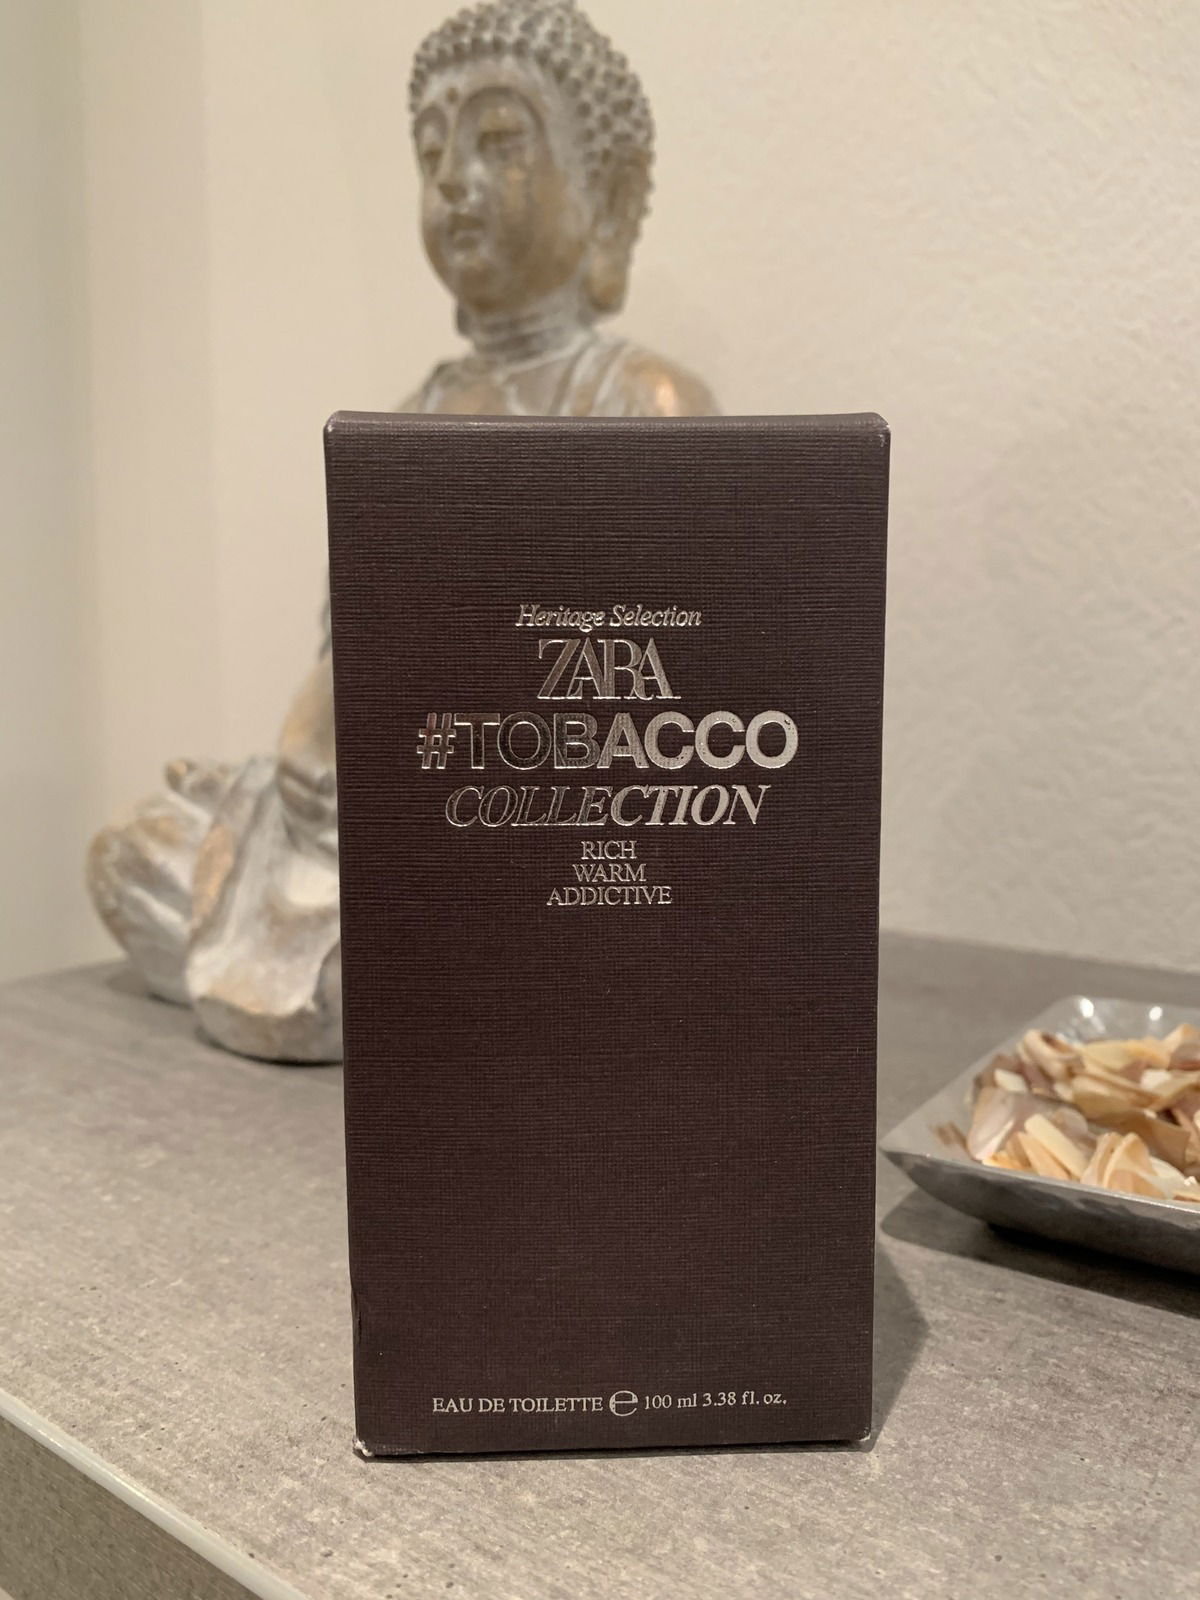 Heritage Selection
ZARA
#TOBACCO
COLLECTION
RICH
WARM
ADDICTIVE
EAU DE TOILETTE ℮ 100 ml 3.38 fl. oz.